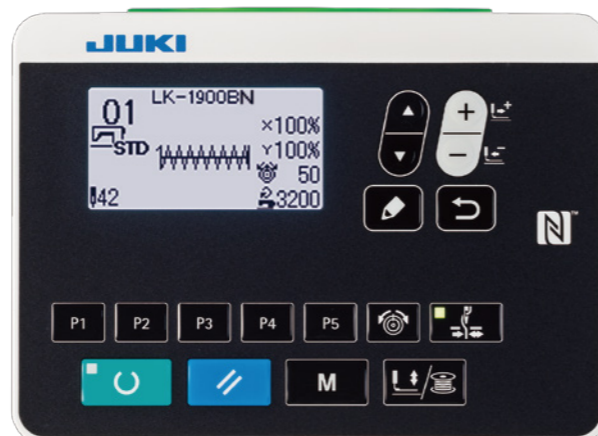 JUKI
LK-1900BN
01
×100%
STD
Y100%
50
42
3200
+
−
P1 P2 P3 P4 P5
M